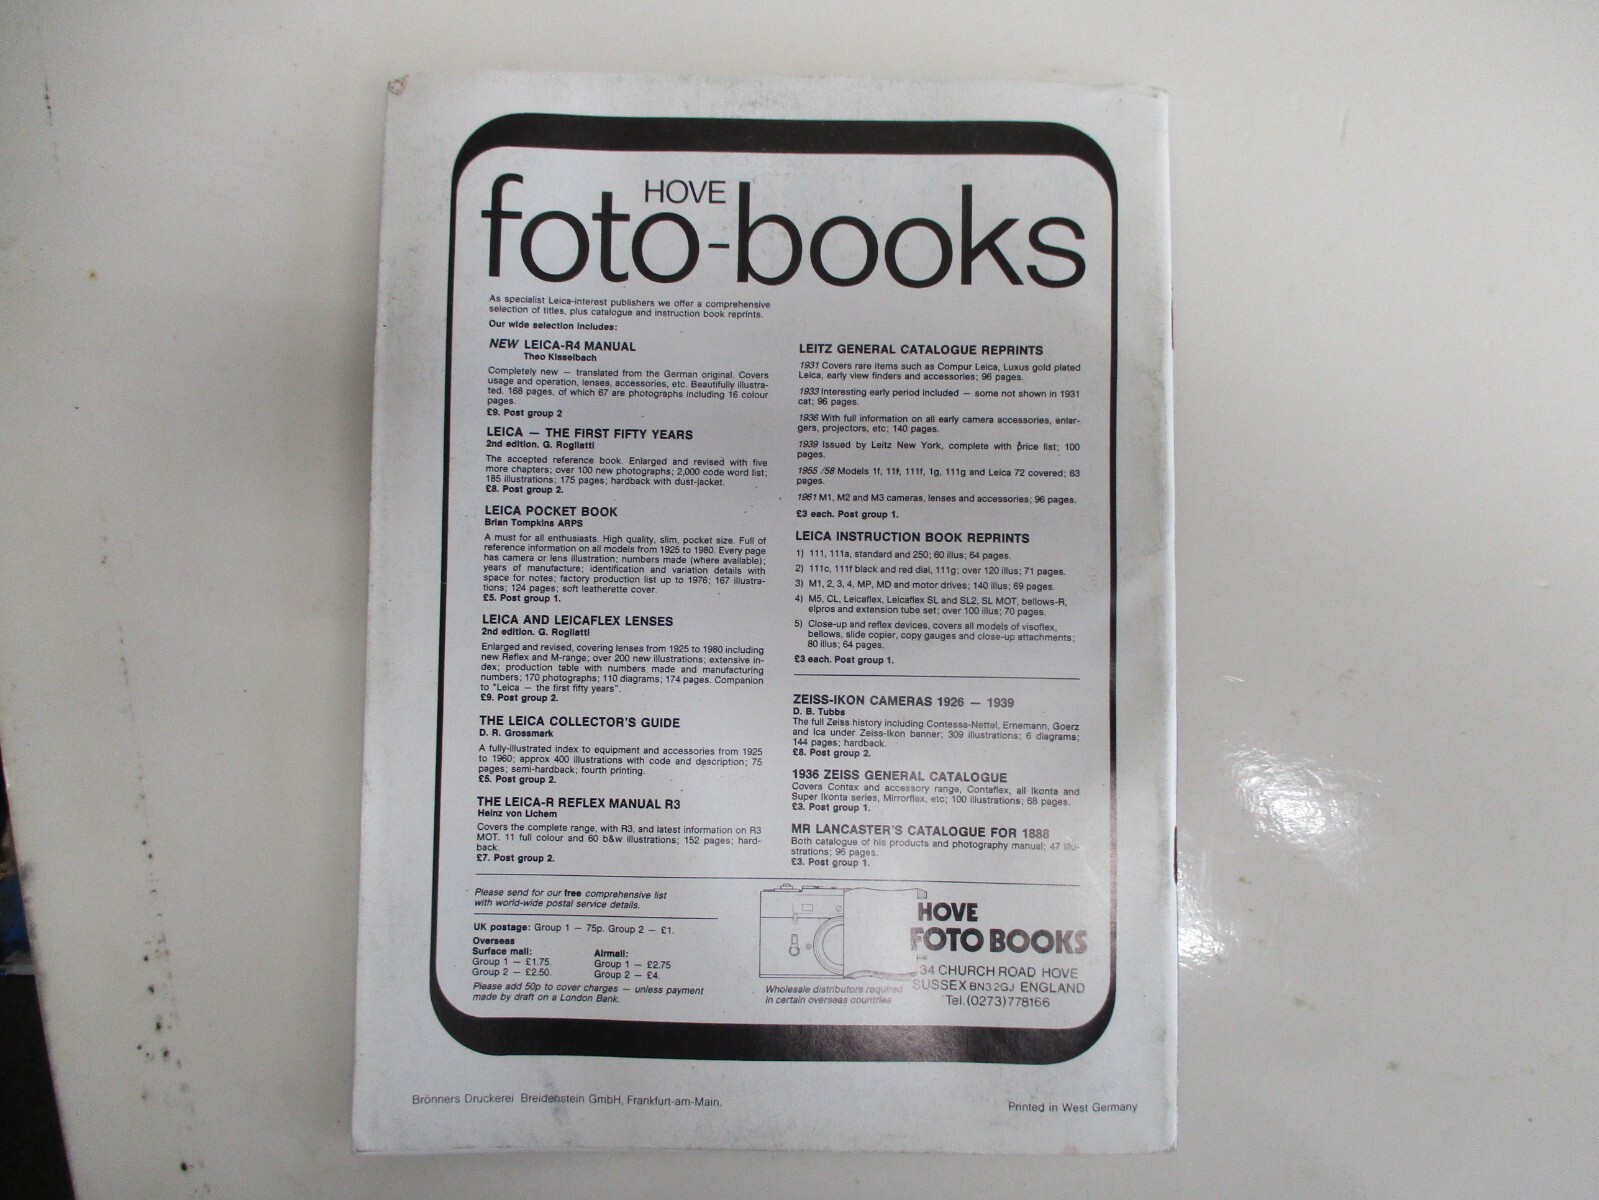 HOVE
foto-books
As specialist Leica-interest publishers we offer a comprehensive
selection of titles, plus catalogue and instruction book reprints.
Our wide selection includes:
NEW LEICA-R4 MANUAL
Theo Kisselbach
Completely new — translated from the German original. Covers
usage and operation, lenses, accessories, etc. Beautifully illustra-
ted. 168 pages, of which 67 are photographs including 16 colour
pages.
£9. Post group 2
LEICA — THE FIRST FIFTY YEARS
2nd edition. G. Rogliatti
The accepted reference book. Enlarged and revised with five
more chapters; over 100 new photographs; 2,000 code word list;
185 illustrations; 175 pages; hardback with dust-jacket.
£8. Post group 2.
LEICA POCKET BOOK
Brian Tompkins ARPS
A must for all enthusiasts. High quality, slim, pocket size. Full of
reference information on all models from 1925 to 1980. Every page
has camera or lens illustration; numbers made (where available);
years of manufacture; identification and variation details with
space for notes; factory production list up to 1976; 167 illustra-
tions; 124 pages; soft leatherette cover.
£5. Post group 1.
LEICA AND LEICAFLEX LENSES
2nd edition. G. Rogliatti
Enlarged and revised, covering lenses from 1925 to 1980 including
new Reflex and M-range; over 200 new illustrations; extensive in-
dex; production table with numbers made and manufacturing
numbers; 170 photographs; 110 diagrams; 174 pages. Companion
to "Leica — the first fifty years".
£9. Post group 2.
THE LEICA COLLECTOR'S GUIDE
D. R. Grossmark
A fully-illustrated index to equipment and accessories from 1925
to 1960; approx 400 illustrations with code and description; 75
pages; semi-hardback; fourth printing.
£5. Post group 2.
THE LEICA-R REFLEX MANUAL R3
Heinz von Lichem
Covers the complete range, with R3, and latest information on R3
MOT. 11 full colour and 60 b&w illustrations; 152 pages; hard-
back.
£7. Post group 2.
LEITZ GENERAL CATALOGUE REPRINTS
1931 Covers rare items such as Compur Leica, Luxus gold plated
Leica, early view finders and accessories; 96 pages.
1933 Interesting early period included — some not shown in 1931
cat; 96 pages.
1936 With full information on all early camera accessories, enlar-
gers, projectors, etc; 140 pages.
1939 Issued by Leitz New York, complete with price list; 100
pages.
1955/58 Models 1f, 11f, 111f, 1g, 111g and Leica 72 covered; 63
pages.
1961 M1, M2 and M3 cameras, lenses and accessories; 96 pages.
£3 each. Post group 1.
LEICA INSTRUCTION BOOK REPRINTS
1) 111, 111a, standard and 250; 60 illus; 64 pages.
2) 111c, 111f black and red dial, 111g; over 120 illus; 71 pages.
3) M1, 2, 3, 4, MP, MD and motor drives; 140 illus; 69 pages.
4) M5, CL, Leicaflex, Leicaflex SL and SL2, SL MOT, bellows-R,
elpros and extension tube set; over 100 illus; 70 pages.
5) Close-up and reflex devices, covers all models of visoflex,
bellows, slide copier, copy gauges and close-up attachments;
80 illus; 64 pages.
£3 each. Post group 1.
ZEISS-IKON CAMERAS 1926 — 1939
D. B. Tubbs
The full Zeiss history including Contessa-Nettel, Ernemann, Goerz
and Ica under Zeiss-Ikon banner; 309 illustrations; 6 diagrams;
144 pages; hardback.
£8. Post group 2.
1936 ZEISS GENERAL CATALOGUE
Covers Contax and accessory range, Contaflex, all Ikonta and
Super Ikonta series, Mirrorflex, etc; 100 illustrations; 68 pages.
£3. Post group 1.
MR LANCASTER'S CATALOGUE FOR 1888
Both catalogue of his products and photography manual; 47 illu-
strations; 96 pages.
£3. Post group 1.
Please send for our free comprehensive list
with world-wide postal service details.
UK postage: Group 1 — 75p. Group 2 — £1.
Overseas
Surface mail:
Group 1 — £1.75.
Group 2 — £2.50.
Airmail:
Group 1 — £2.75
Group 2 — £4.
Please add 50p to cover charges — unless payment
made by draft on a London Bank.
Wholesale distributors required
in certain overseas countries
HOVE
FOTO BOOKS
34 CHURCH ROAD HOVE
SUSSEX BN3 2GJ ENGLAND
Tel. (0273) 778166
Brönners Druckerei Breidenstein GmbH, Frankfurt-am-Main.
Printed in West Germany